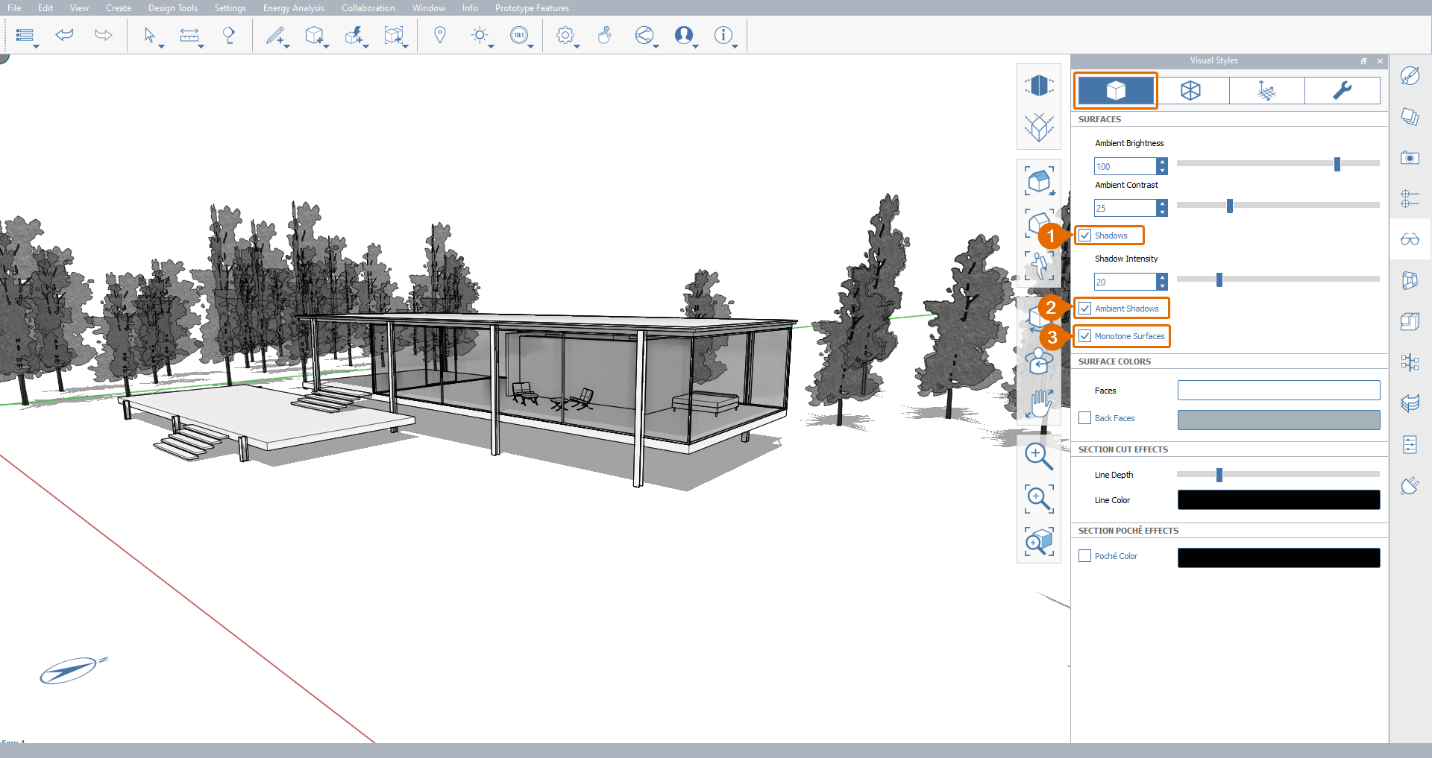 File Edit View Create Design Tools Settings Energy Analysis Collaboration Window Info Prototype Features
Visual Styles
SURFACES
Ambient Brightness
100
Ambient Contrast
25
1 Shadows
Shadow Intensity
20
2 Ambient Shadows
3 Monotone Surfaces
SURFACE COLORS
Faces
Back Faces
SECTION CUT EFFECTS
Line Depth
Line Color
SECTION POCHÉ EFFECTS
Poché Color